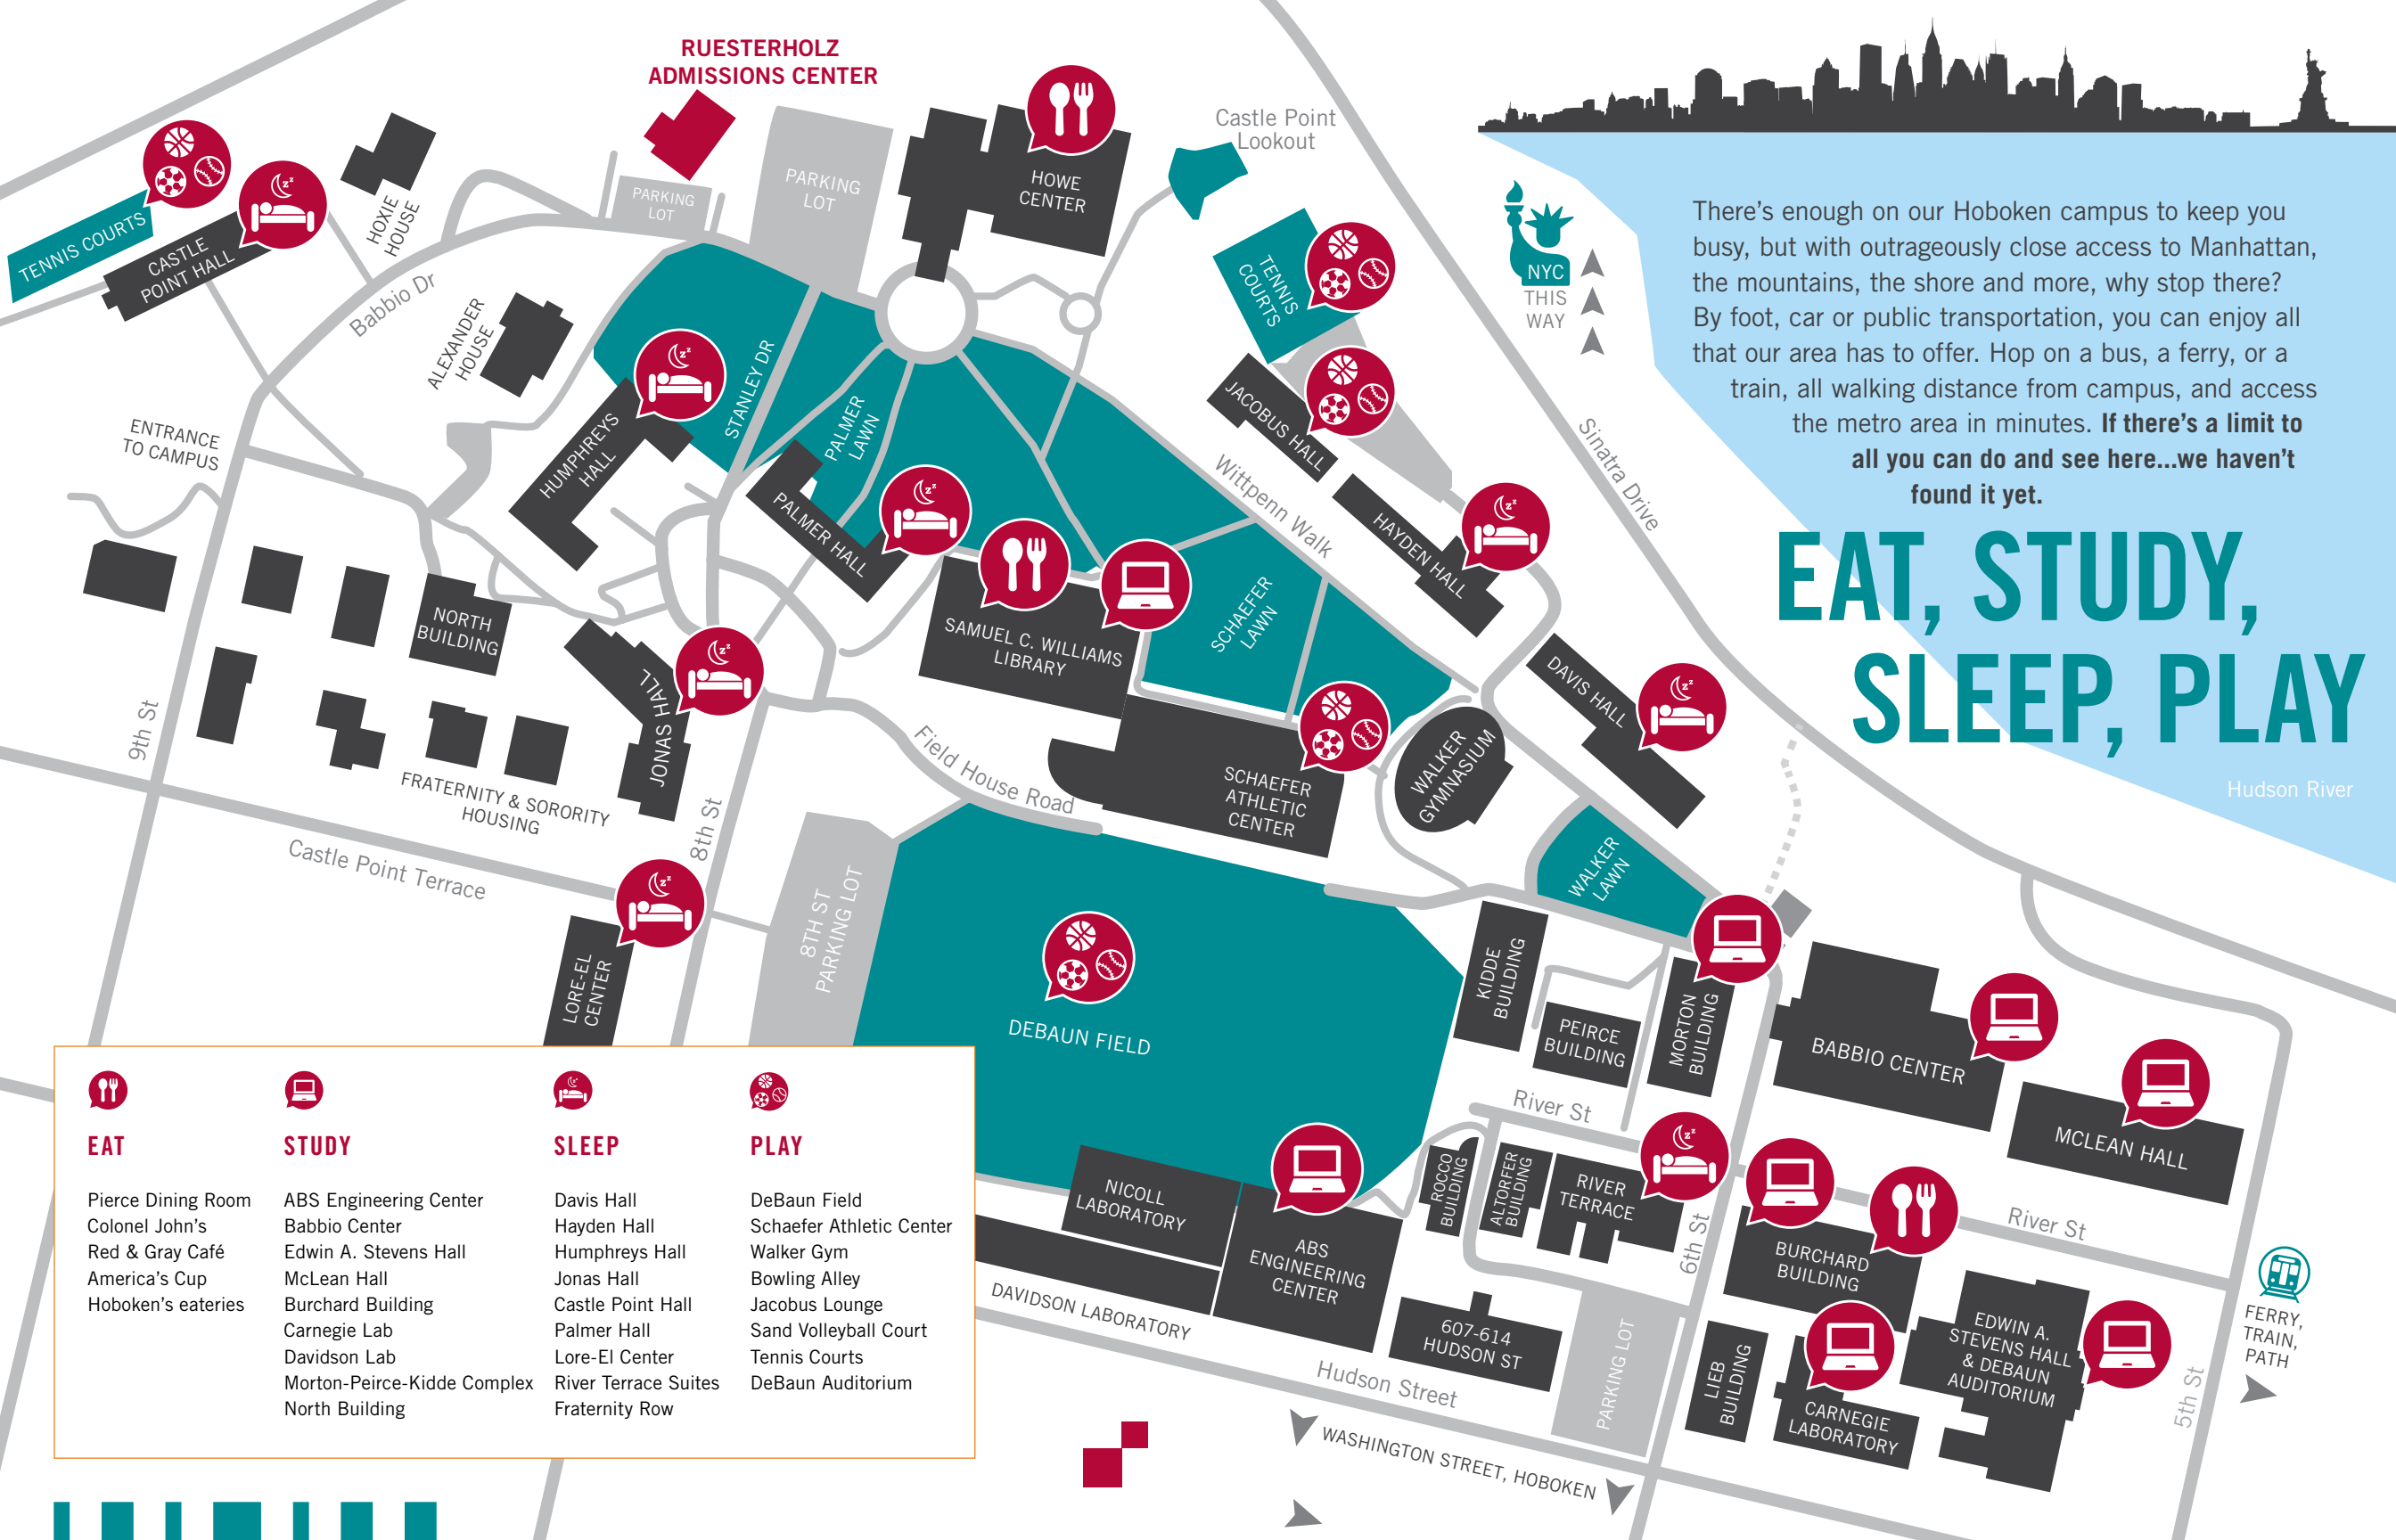 RUESTERHOLZ
ADMISSIONS CENTER
HOWE
CENTER
Castle Point
Lookout
PARKING
LOT
PARKING
LOT
TENNIS COURTS
CASTLE
POINT HALL
HOXIE
HOUSE
Babbio Dr
ALEXANDER
HOUSE
ENTRANCE
TO CAMPUS
HUMPHREYS
HALL
STANLEY DR
PALMER
LAWN
PALMER HALL
TENNIS
COURTS
JACOBUS HALL
Wittpenn Walk
HAYDEN HALL
Sinatra Drive
NYC
THIS
WAY
There's enough on our Hoboken campus to keep you
busy, but with outrageously close access to Manhattan,
the mountains, the shore and more, why stop there?
By foot, car or public transportation, you can enjoy all
that our area has to offer. Hop on a bus, a ferry, or a
train, all walking distance from campus, and access
the metro area in minutes. If there's a limit to
all you can do and see here...we haven't
found it yet.
EAT, STUDY,
SLEEP, PLAY
Hudson River
NORTH
BUILDING
JONAS HALL
SAMUEL C. WILLIAMS
LIBRARY
SCHAEFER
LAWN
DAVIS HALL
9th St
FRATERNITY & SORORITY
HOUSING
Castle Point Terrace
8th St
Field House Road
SCHAEFER
ATHLETIC
CENTER
WALKER
GYMNASIUM
WALKER
LAWN
LORE-EL
CENTER
8TH ST
PARKING LOT
DEBAUN FIELD
KIDDE
BUILDING
PEIRCE
BUILDING
MORTON
BUILDING
BABBIO CENTER
MCLEAN HALL
River St
NICOLL
LABORATORY
ABS
ENGINEERING
CENTER
ROCCO
BUILDING
ALTORFER
BUILDING
RIVER
TERRACE
6th St
BURCHARD
BUILDING
River St
DAVIDSON LABORATORY
607-614
HUDSON ST
Hudson Street
PARKING LOT
LIEB
BUILDING
CARNEGIE
LABORATORY
EDWIN A.
STEVENS HALL
& DEBAUN
AUDITORIUM
5th St
FERRY,
TRAIN,
PATH
WASHINGTON STREET, HOBOKEN
EAT
Pierce Dining Room
Colonel John's
Red & Gray Café
America's Cup
Hoboken's eateries
STUDY
ABS Engineering Center
Babbio Center
Edwin A. Stevens Hall
McLean Hall
Burchard Building
Carnegie Lab
Davidson Lab
Morton-Peirce-Kidde Complex
North Building
SLEEP
Davis Hall
Hayden Hall
Humphreys Hall
Jonas Hall
Castle Point Hall
Palmer Hall
Lore-El Center
River Terrace Suites
Fraternity Row
PLAY
DeBaun Field
Schaefer Athletic Center
Walker Gym
Bowling Alley
Jacobus Lounge
Sand Volleyball Court
Tennis Courts
DeBaun Auditorium